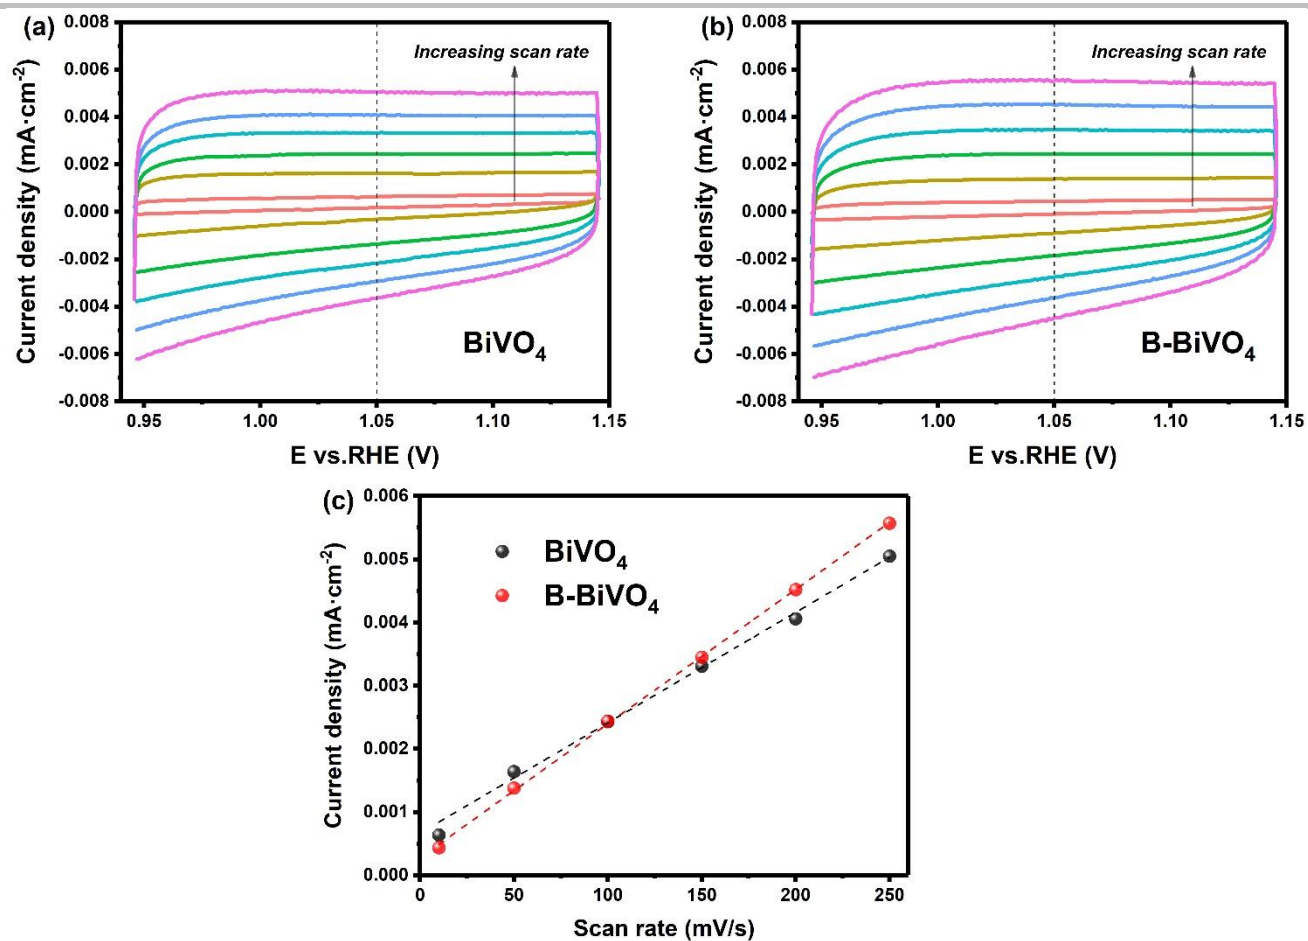 (a)
Increasing scan rate
0.008
0.006
0.004
0.002
0.000
-0.002
-0.004
-0.006
-0.008
Current density (mA·cm-2)
BiVO4
0.95
1.00
1.05
1.10
1.15
E vs.RHE (V)
(b)
Increasing scan rate
0.008
0.006
0.004
0.002
0.000
-0.002
-0.004
-0.006
-0.008
Current density (mA·cm-2)
B-BiVO4
0.95
1.00
1.05
1.10
1.15
E vs.RHE (V)
(c)
0.006
0.005
0.004
0.003
0.002
0.001
0.000
Current density (mA·cm-2)
BiVO4
B-BiVO4
0
50
100
150
200
250
Scan rate (mV/s)